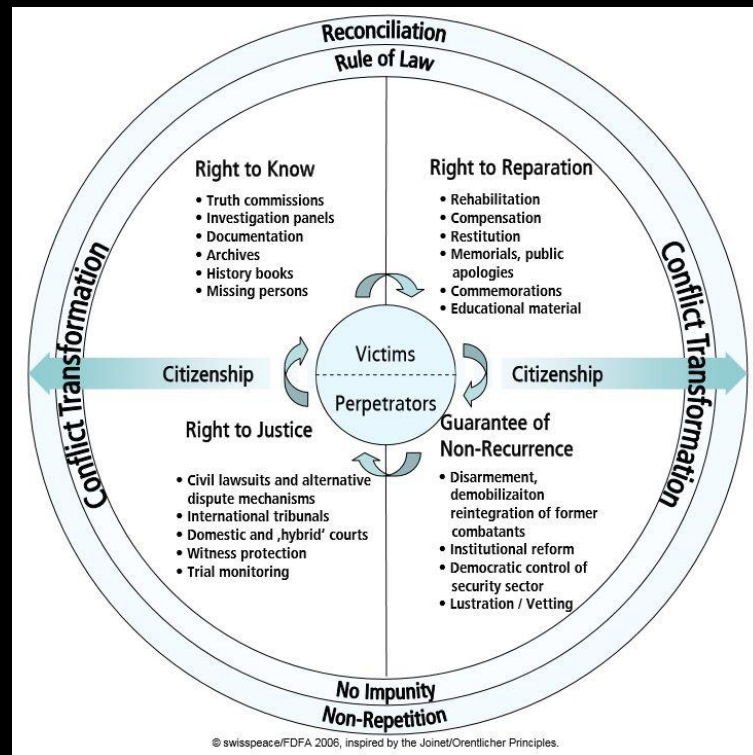 Reconciliation
Rule of Law
Conflict Transformation
Conflict Transformation
Right to Know
• Truth commissions
• Investigation panels
• Documentation
• Archives
• History books
• Missing persons
Right to Reparation
• Rehabilitation
• Compensation
• Restitution
• Memorials, public
apologies
• Commemorations
• Educational material
Citizenship
Victims
Perpetrators
Citizenship
Right to Justice
• Civil lawsuits and alternative
dispute mechanisms
• International tribunals
• Domestic and ‚hybrid' courts
• Witness protection
• Trial monitoring
Guarantee of
Non-Recurrence
• Disarmement,
demobilizaiton
reintegration of former
combatants
• Institutional reform
• Democratic control of
security sector
• Lustration / Vetting
No Impunity
Non-Repetition
© swisspeace/FDFA 2006, inspired by the Joinet/Orentlicher Principles.